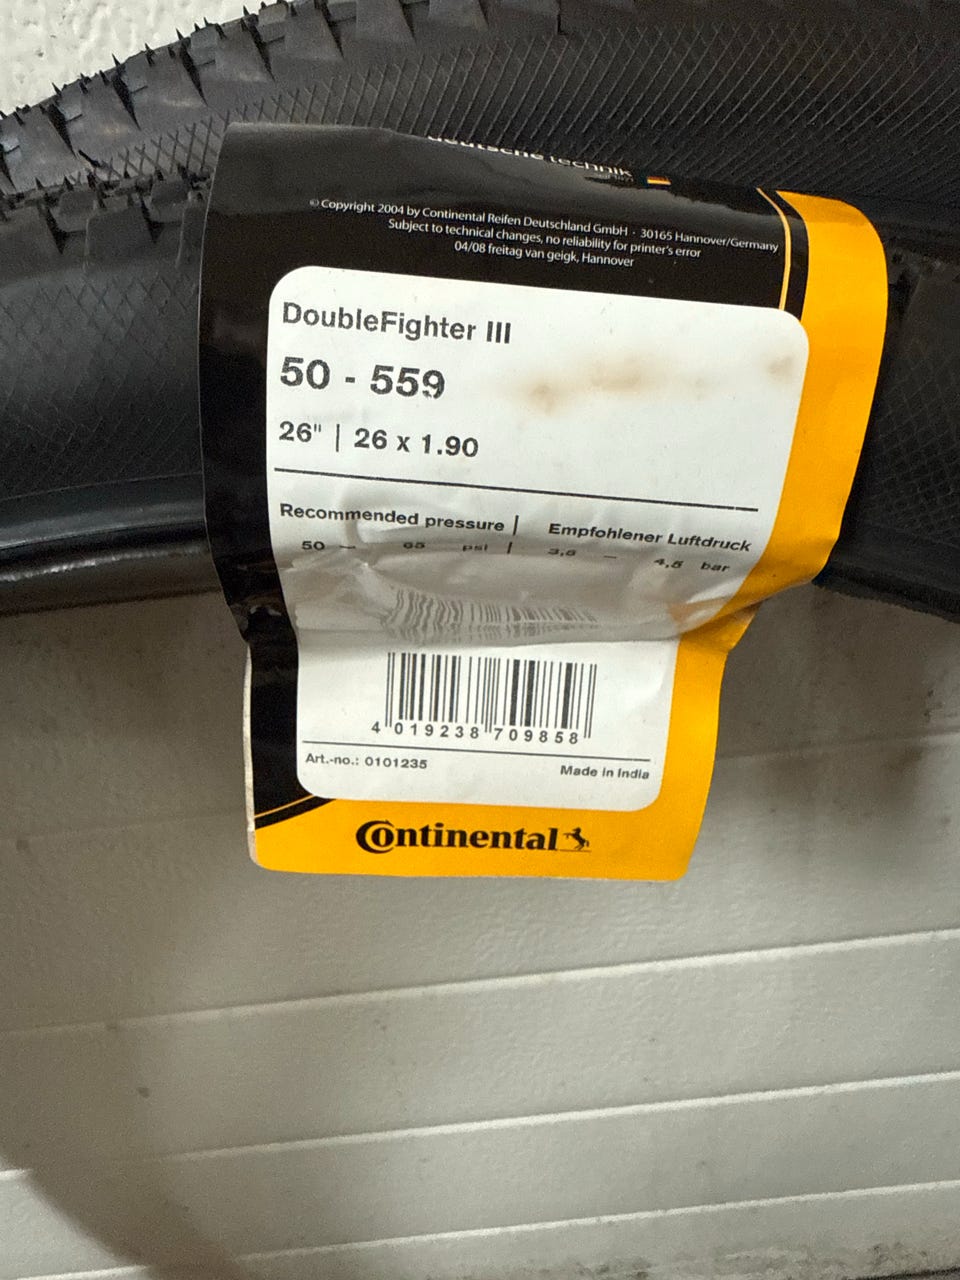 deutsche technik
© Copyright 2004 by Continental Reifen Deutschland GmbH · 30165 Hannover/Germany
Subject to technical changes, no reliability for printer's error
04/08 freitag van geigk, Hannover
DoubleFighter III
50 - 559
26" | 26 x 1.90
Recommended pressure | Empfohlener Luftdruck
50 — 65 psi | 3,5 — 4,5 bar
4 019238 709858
Art.-no.: 0101235 Made in India
Continental